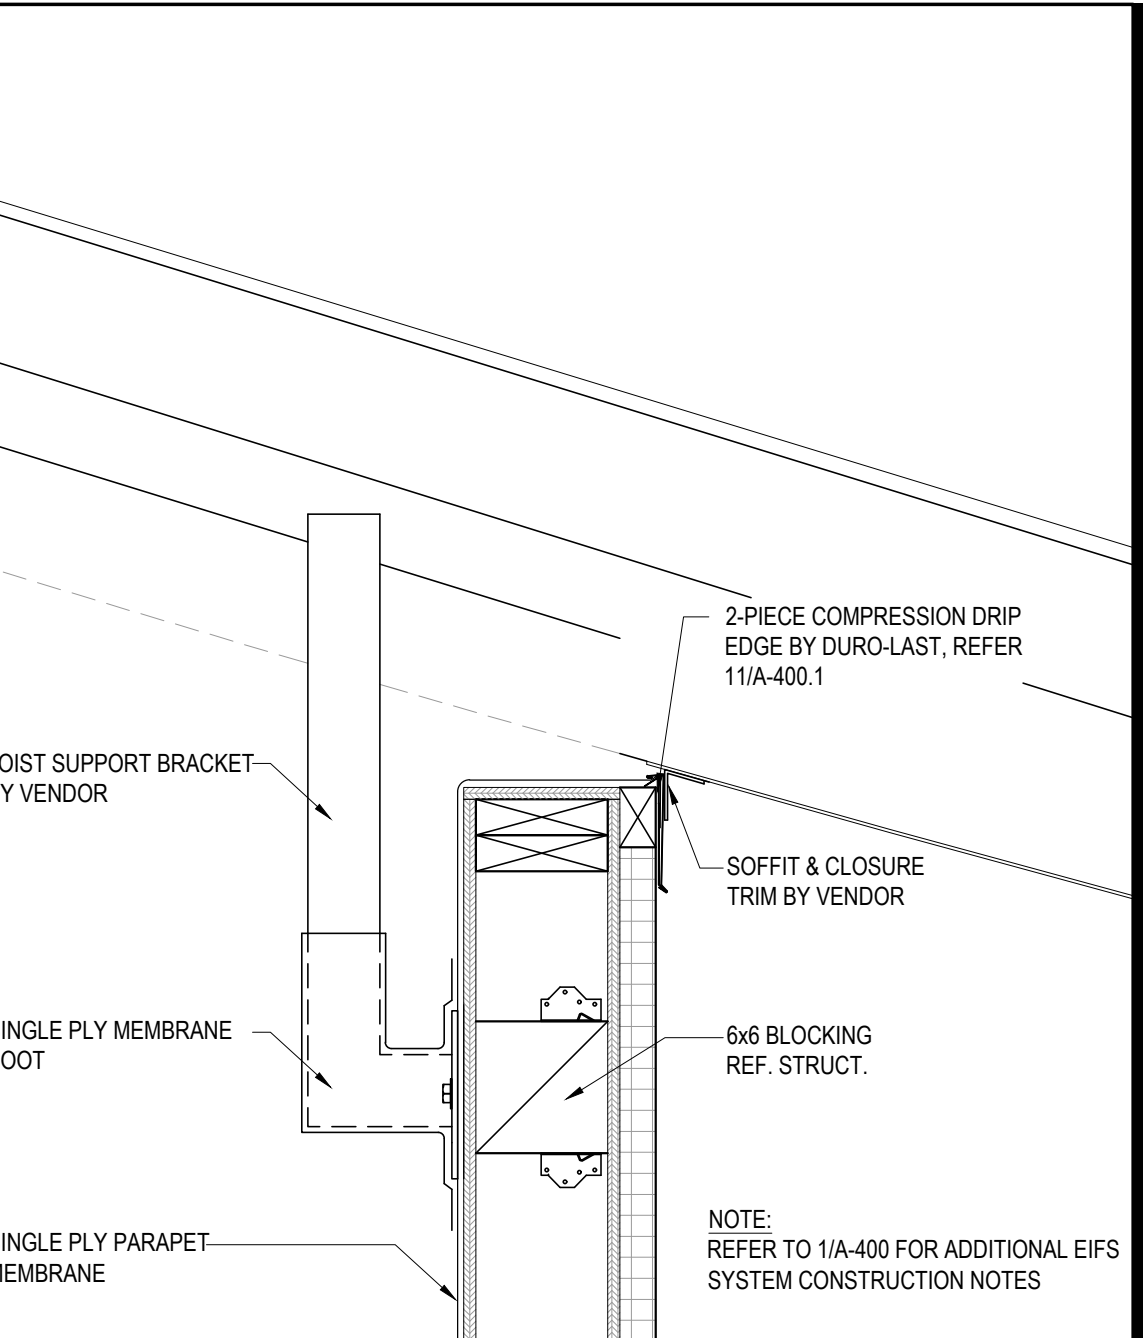 2-PIECE COMPRESSION DRIP
EDGE BY DURO-LAST, REFER
11/A-400.1
OIST SUPPORT BRACKET
Y VENDOR
SOFFIT & CLOSURE
TRIM BY VENDOR
INGLE PLY MEMBRANE
OOT
6x6 BLOCKING
REF. STRUCT.
INGLE PLY PARAPET
MEMBRANE
NOTE:
REFER TO 1/A-400 FOR ADDITIONAL EIFS
SYSTEM CONSTRUCTION NOTES